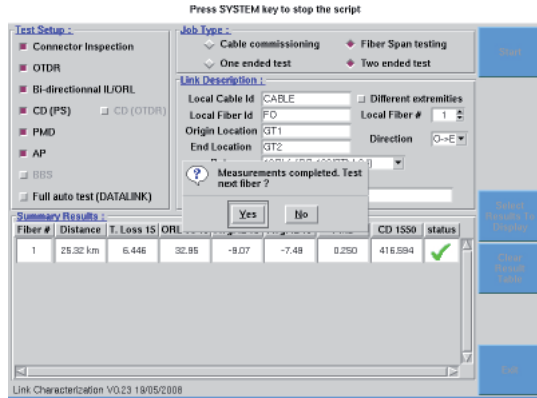 Press SYSTEM key to stop the script
Test Setup :
Connector Inspection
OTDR
Bi-directionnal IL/ORL
CD (PS)
CD (OTDR)
PMD
AP
BBS
Full auto test (DATALINK)
Job Type :
Cable commissioning
Fiber Span testing
One ended test
Two ended test
Link Description :
Local Cable Id CABLE
Different extremities
Local Fiber Id FO
Local Fiber # 1
Origin Location GT1
Direction O->E
End Location GT2
Measurements completed. Test next fiber ?
Yes No
Summary Results :
Fiber # Distance T. Loss 15 ORL CD 1550 status
1 25.32 km 6.446 32.95 -9.07 -7.49 0.250 416.594
Start
Select Results To Display
Clear Result Table
Exit
Link Characterization V0.23 19/05/2008